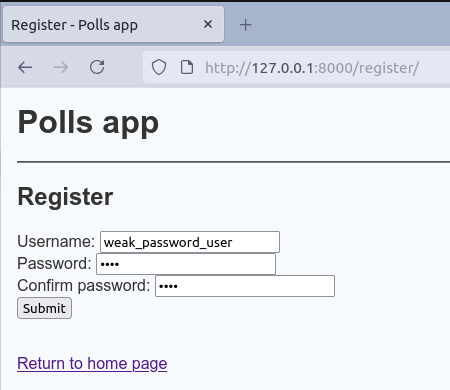 Register - Polls app
http://127.0.0.1:8000/register/
Polls app
Register
Username: weak_password_user
Password: ••••
Confirm password: ••••
Submit
Return to home page